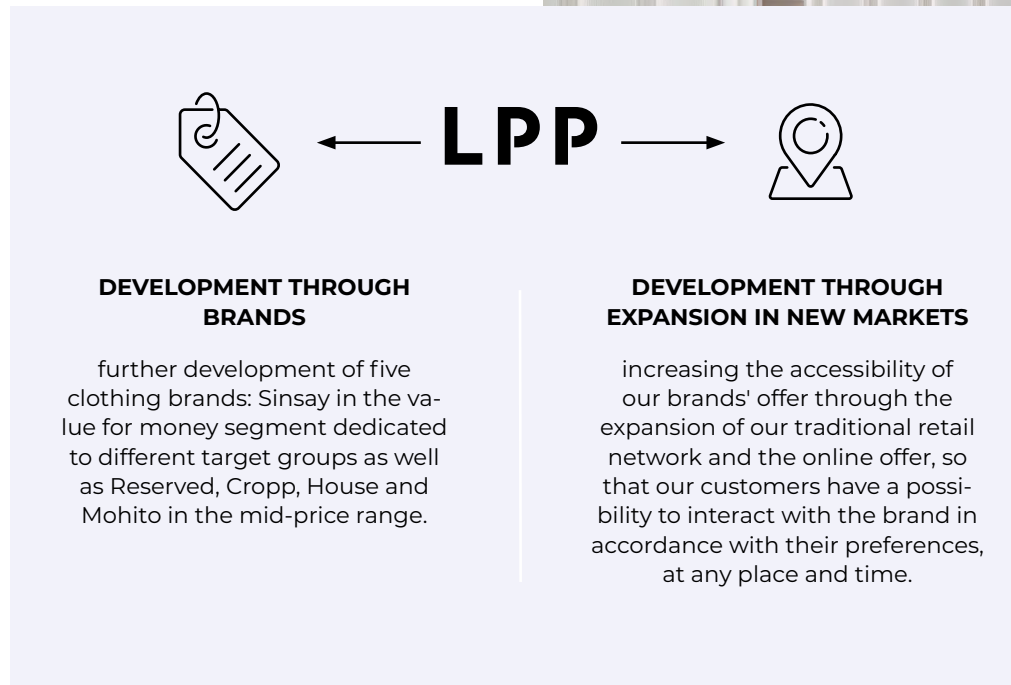 LPP
DEVELOPMENT THROUGH
BRANDS
further development of five
clothing brands: Sinsay in the va-
lue for money segment dedicated
to different target groups as well
as Reserved, Cropp, House and
Mohito in the mid-price range.
DEVELOPMENT THROUGH
EXPANSION IN NEW MARKETS
increasing the accessibility of
our brands' offer through the
expansion of our traditional retail
network and the online offer, so
that our customers have a possi-
bility to interact with the brand in
accordance with their preferences,
at any place and time.